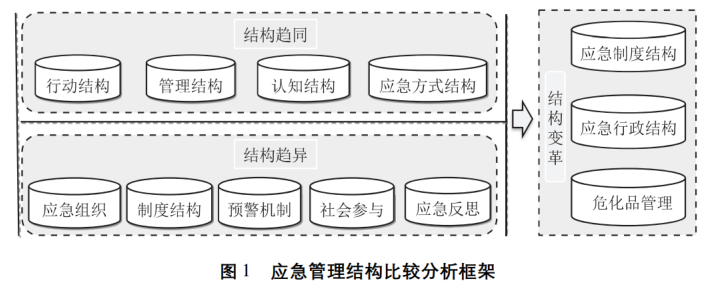 结构趋同
行动结构
管理结构
认知结构
应急方式结构
结构趋异
应急组织
制度结构
预警机制
社会参与
应急反思
结构变革
应急制度结构
应急行政结构
危化品管理
图 1 应急管理结构比较分析框架